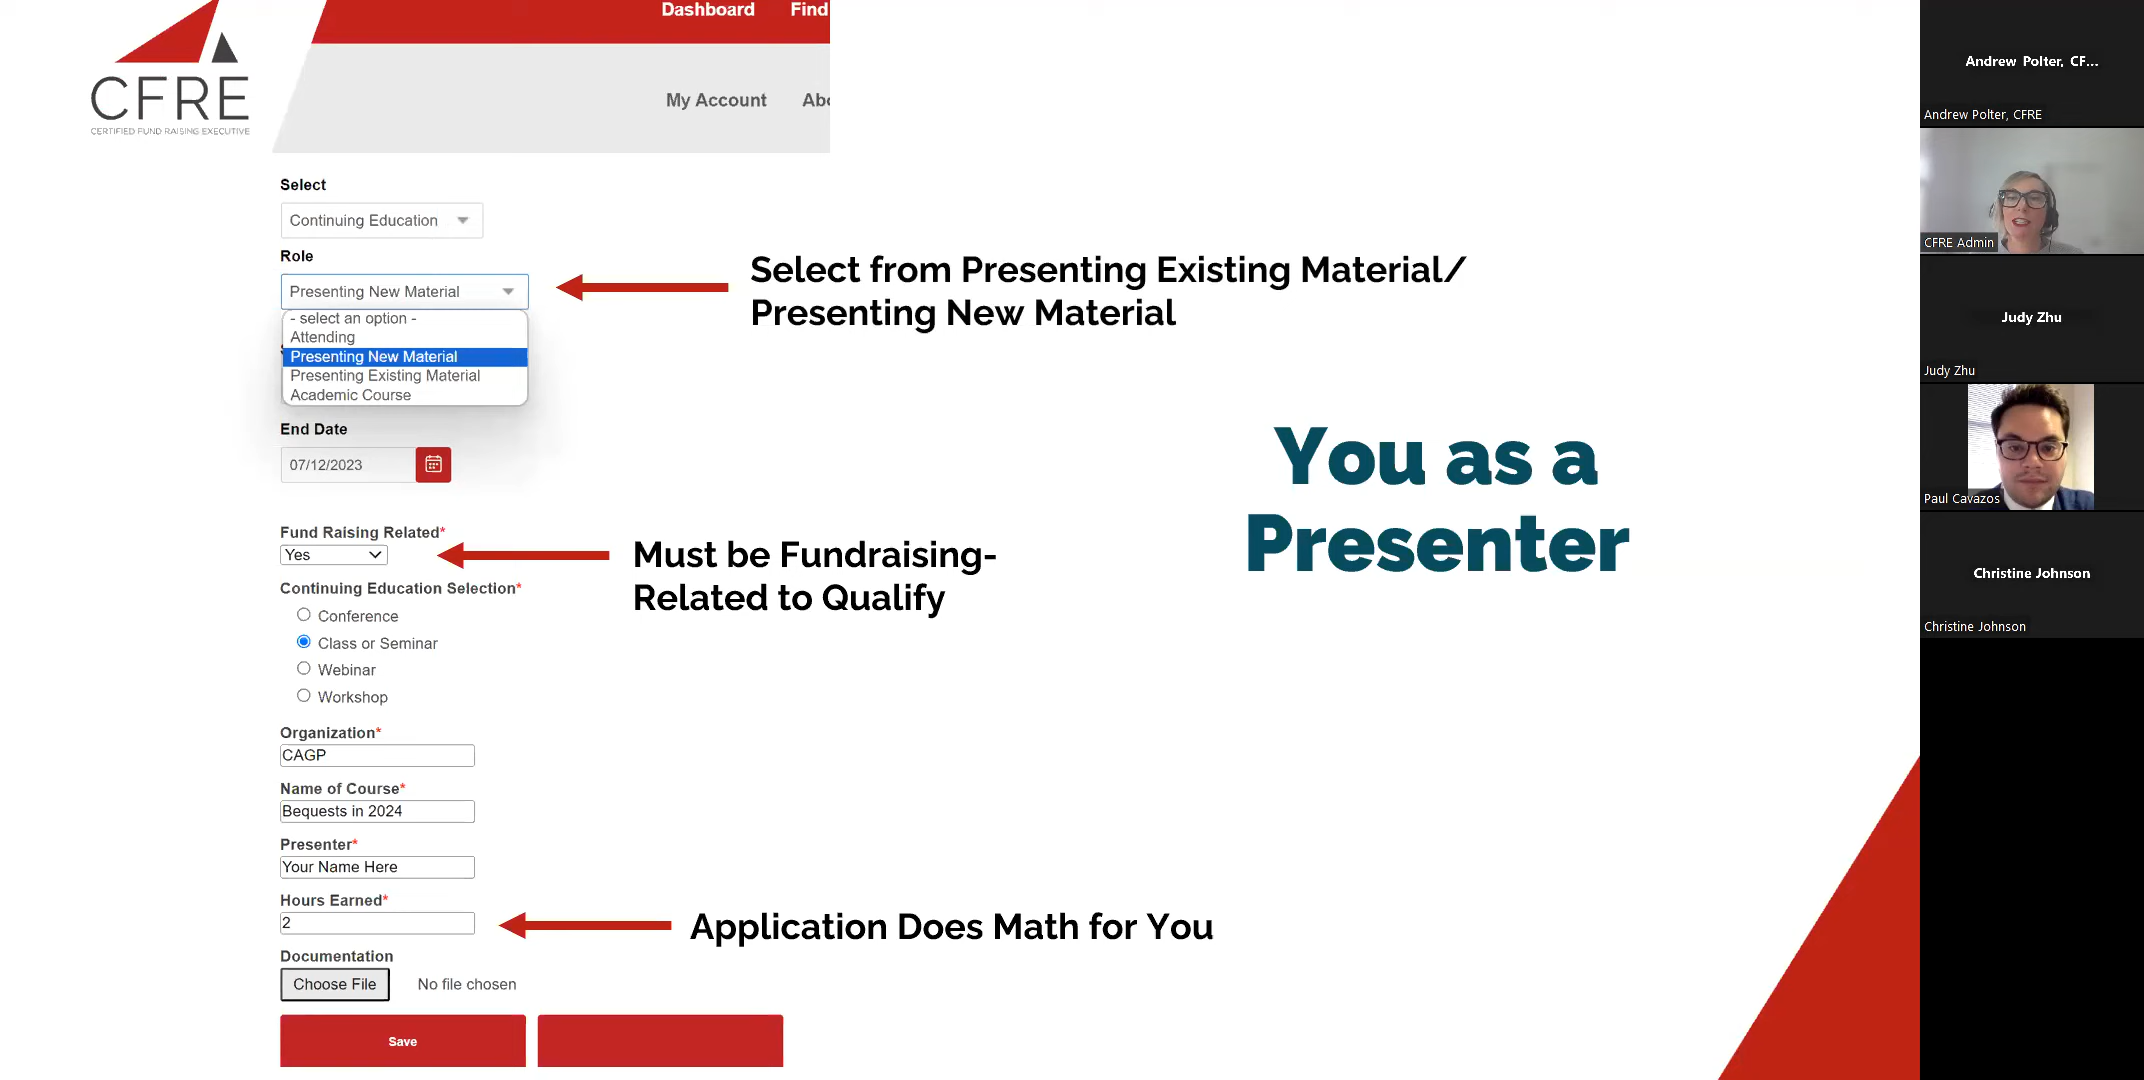 Dashboard
Find
CFRE
CERTIFIED FUND RAISING EXECUTIVE
My Account
Abo
Select
Continuing Education
Role
Presenting New Material
- select an option -
Attending
Presenting New Material
Presenting Existing Material
Academic Course
Select from Presenting Existing Material/
Presenting New Material
End Date
07/12/2023
You as a
Presenter
Fund Raising Related*
Yes
Must be Fundraising-
Related to Qualify
Continuing Education Selection*
Conference
Class or Seminar
Webinar
Workshop
Organization*
CAGP
Name of Course*
Bequests in 2024
Presenter*
Your Name Here
Hours Earned*
2
Application Does Math for You
Documentation
Choose File
No file chosen
Save
Andrew Polter, CF...
Andrew Polter, CFRE
CFRE Admin
Judy Zhu
Judy Zhu
Paul Cavazos
Christine Johnson
Christine Johnson